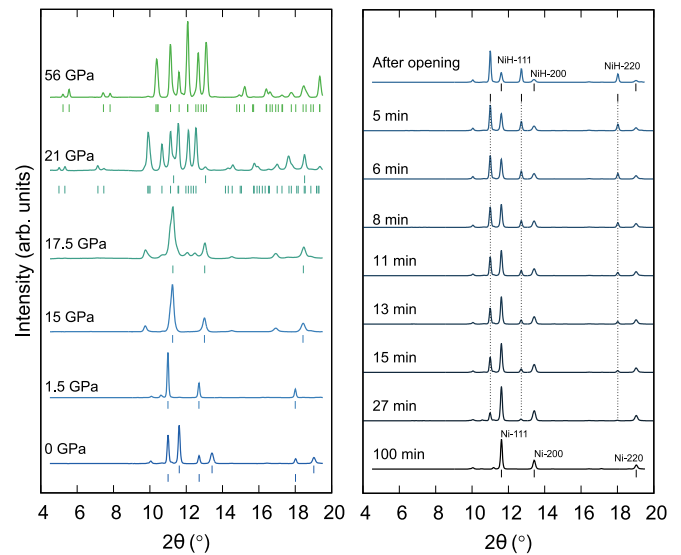 56 GPa
21 GPa
17.5 GPa
15 GPa
1.5 GPa
0 GPa
Intensity (arb. units)
4 6 8 10 12 14 16 18 20
2θ (°)
After opening
NiH-111
NiH-200
NiH-220
5 min
6 min
8 min
11 min
13 min
15 min
27 min
100 min
Ni-111
Ni-200
Ni-220
4 6 8 10 12 14 16 18 20
2θ (°)